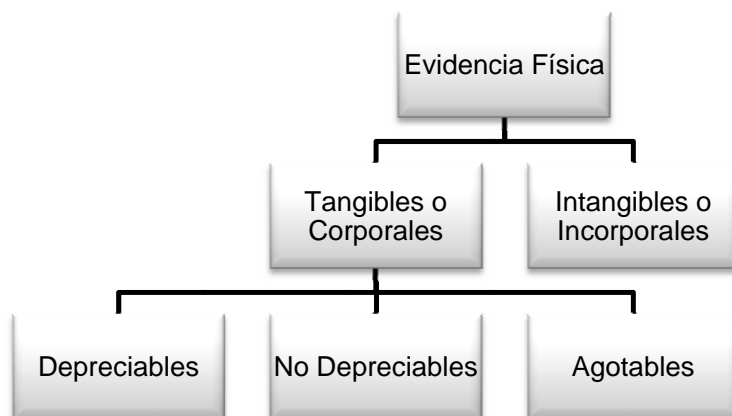 Evidencia Física
Tangibles o
Corporales
Intangibles o
Incorporales
Depreciables
No Depreciables
Agotables